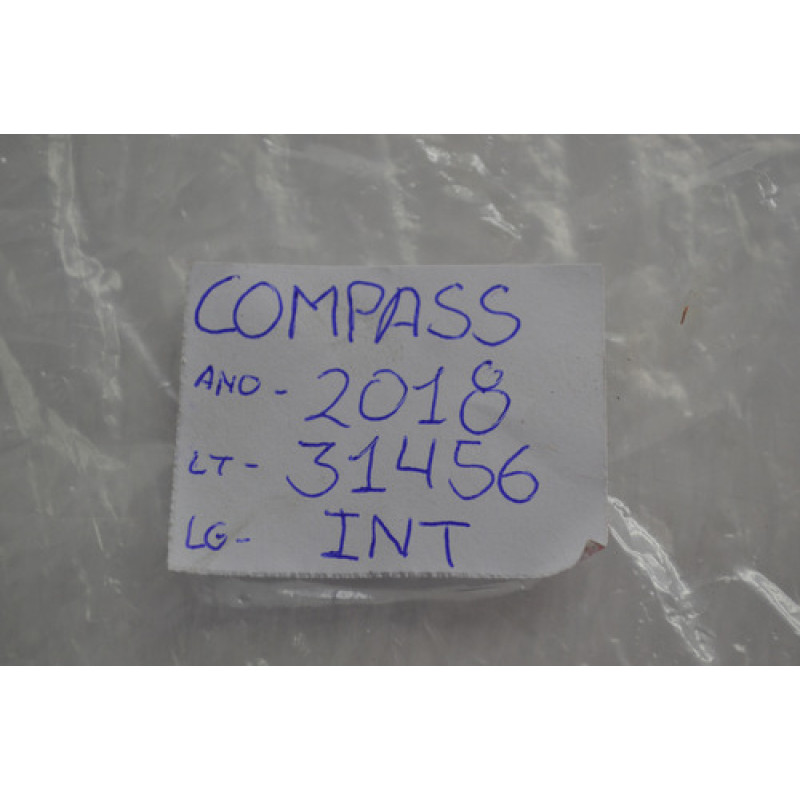 COMPASS
ANO - 2018
LT - 31456
LG - INT